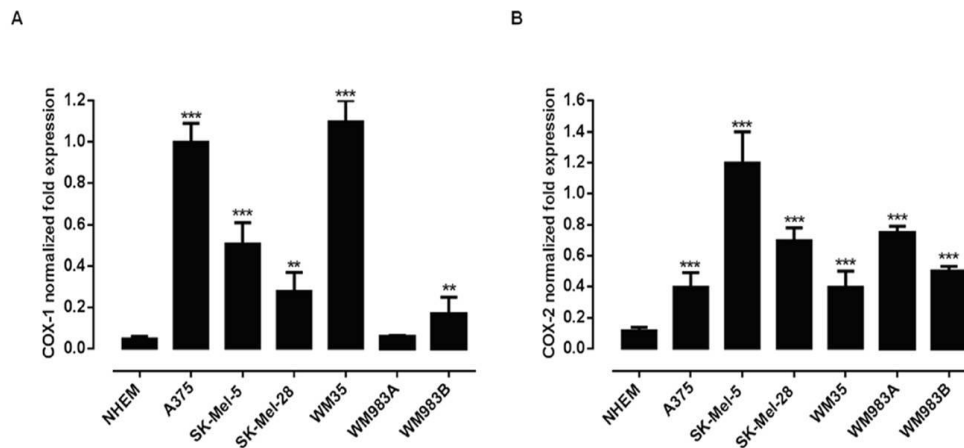 A
COX-1 normalized fold expression
1.2
1.0
0.8
0.6
0.4
0.2
0.0
***
***
**
***
**
NHEM
A375
SK-Mel-5
SK-Mel-28
WM35
WM983A
WM983B
B
COX-2 normalized fold expression
1.6
1.4
1.2
1.0
0.8
0.6
0.4
0.2
0.0
***
***
***
***
***
***
NHEM
A375
SK-Mel-5
SK-Mel-28
WM35
WM983A
WM983B